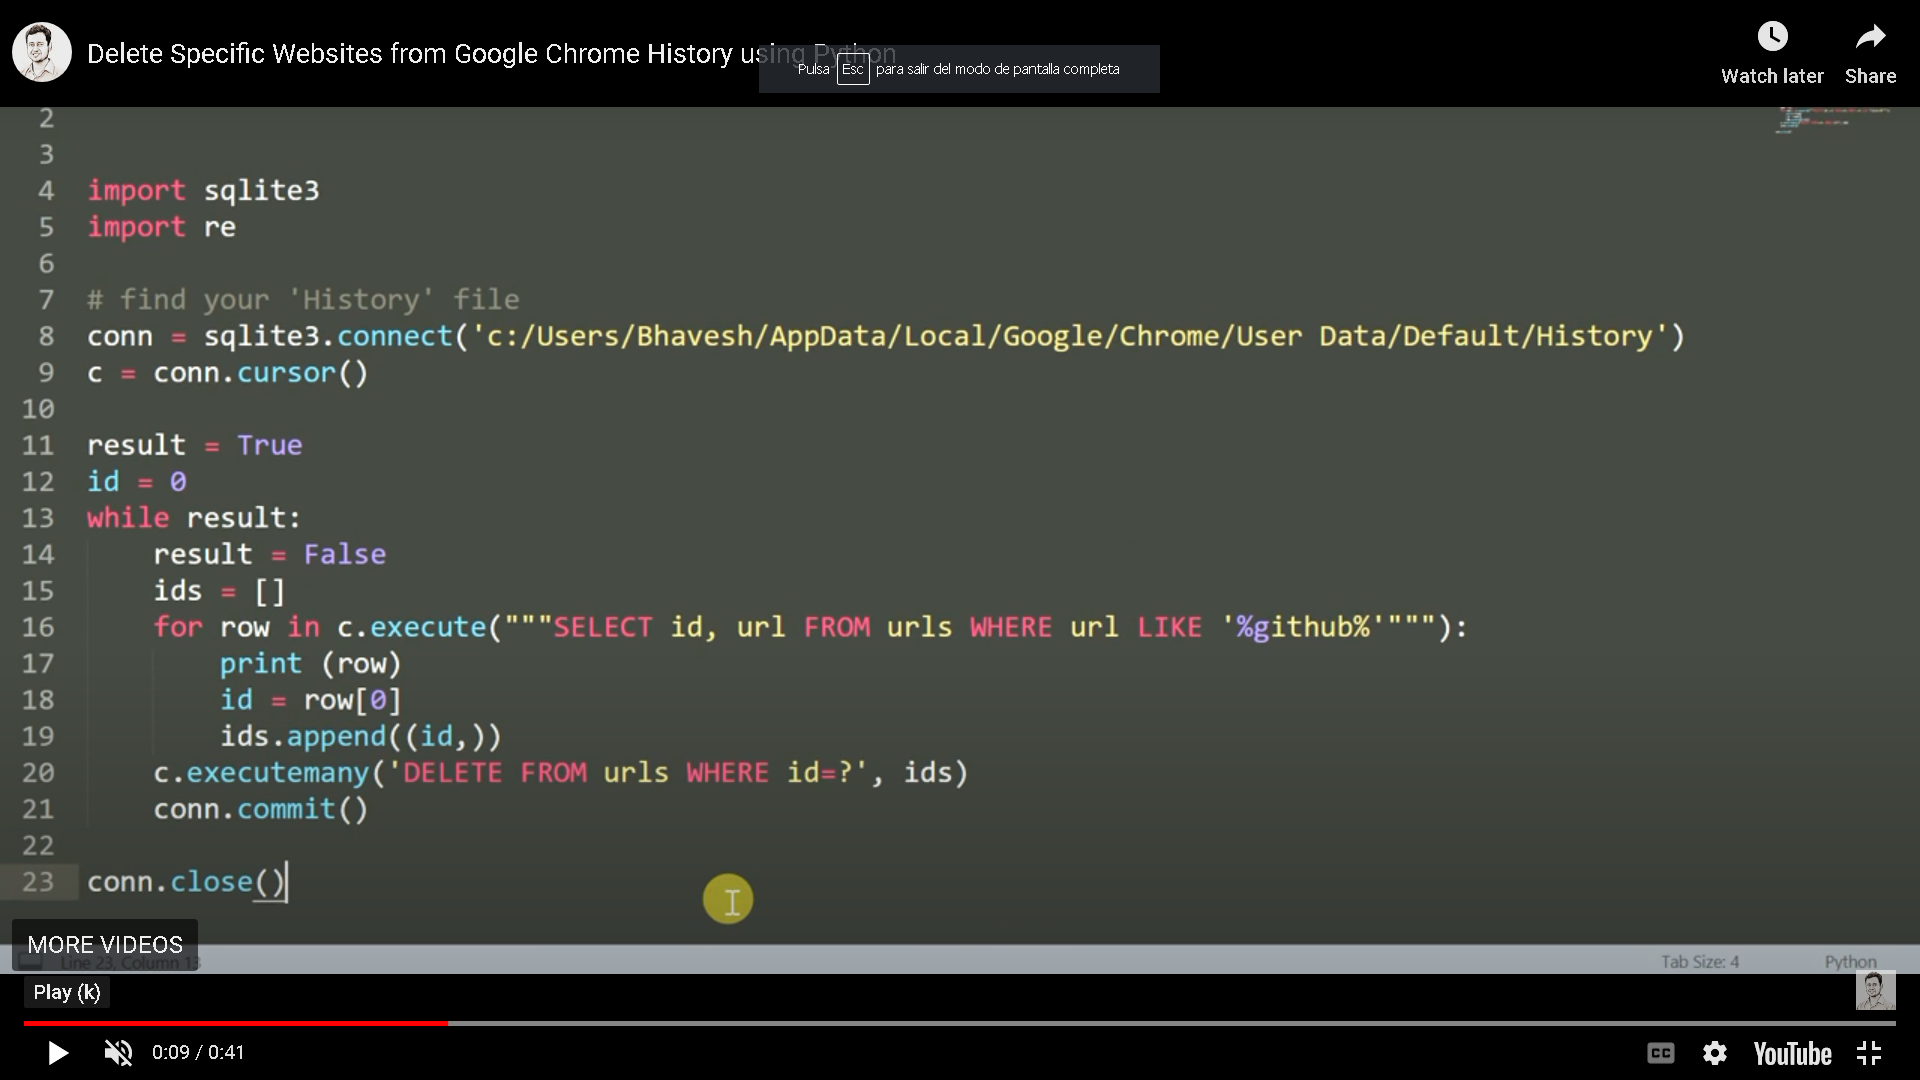 Delete Specific Websites from Google Chrome History using Python
Pulsa Esc para salir del modo de pantalla completa
Watch later
Share
2
3
4 import sqlite3
5 import re
6
7 # find your 'History' file
8 conn = sqlite3.connect('c:/Users/Bhavesh/AppData/Local/Google/Chrome/User Data/Default/History')
9 c = conn.cursor()
10
11 result = True
12 id = 0
13 while result:
14     result = False
15     ids = []
16     for row in c.execute("""SELECT id, url FROM urls WHERE url LIKE '%github%'"""):
17         print (row)
18         id = row[0]
19         ids.append((id,))
20     c.executemany('DELETE FROM urls WHERE id=?', ids)
21     conn.commit()
22
23 conn.close()
MORE VIDEOS
Line 23, Column 13
Tab Size: 4
Python
Play (k)
0:09 / 0:41
CC
YouTube